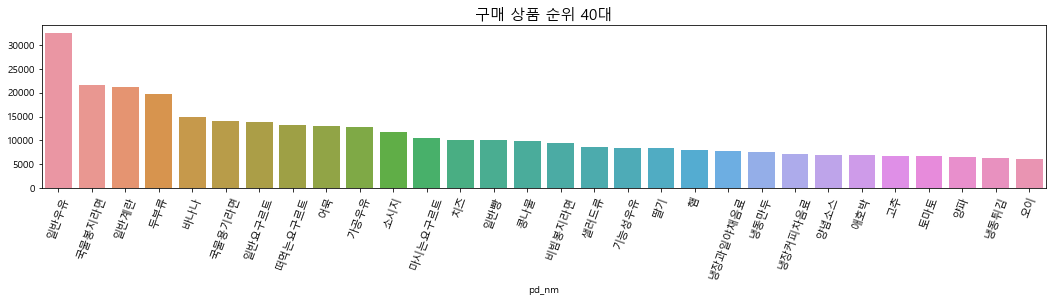 구매 상품 순위 40대
30000
25000
20000
15000
10000
5000
0
일반우유
국물봉지라면
일반계란
두부류
바나나
국물용기라면
일반요구르트
떠먹는요구르트
어묵
가공우유
소시지
마시는요구르트
치즈
일반빵
콩나물
비빔봉지라면
샐러드류
기능성우유
딸기
햄
냉장과일야채음료
냉동만두
냉장커피차음료
양념소스
애호박
고추
토마토
양파
냉동튀김
오이
pd_nm